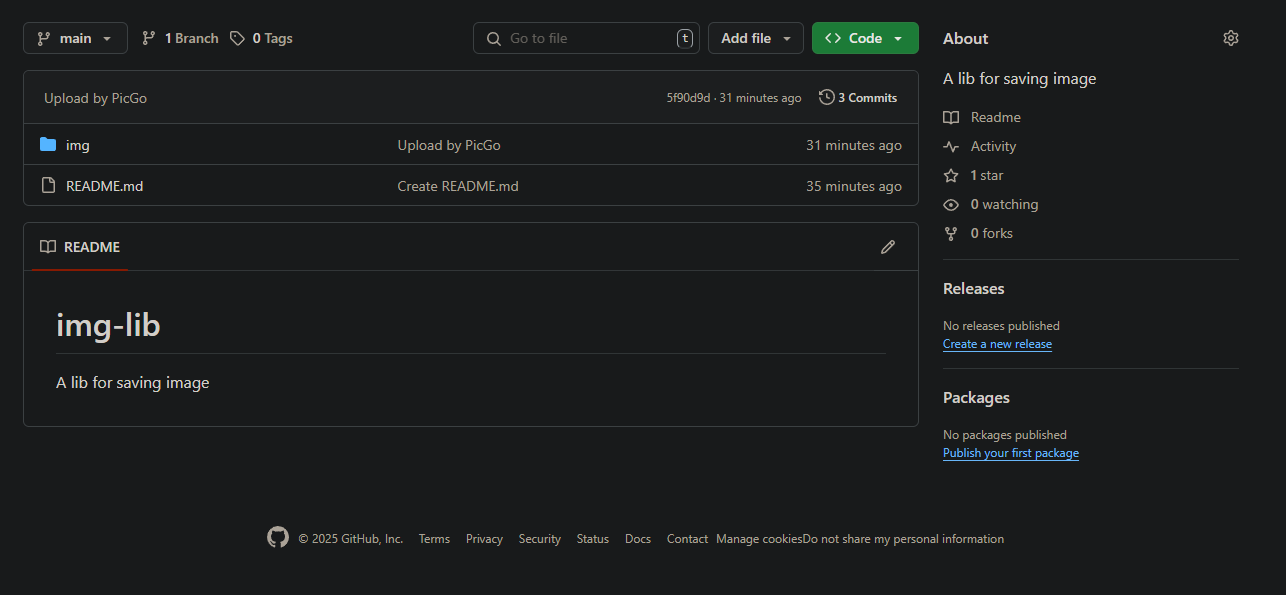 main 1 Branch 0 Tags Go to file t Add file Code
Upload by PicGo 5f90d9d · 31 minutes ago 3 Commits
img Upload by PicGo 31 minutes ago
README.md Create README.md 35 minutes ago
README
img-lib
A lib for saving image
About
A lib for saving image
Readme
Activity
1 star
0 watching
0 forks
Releases
No releases published
Create a new release
Packages
No packages published
Publish your first package
© 2025 GitHub, Inc. Terms Privacy Security Status Docs Contact Manage cookiesDo not share my personal information